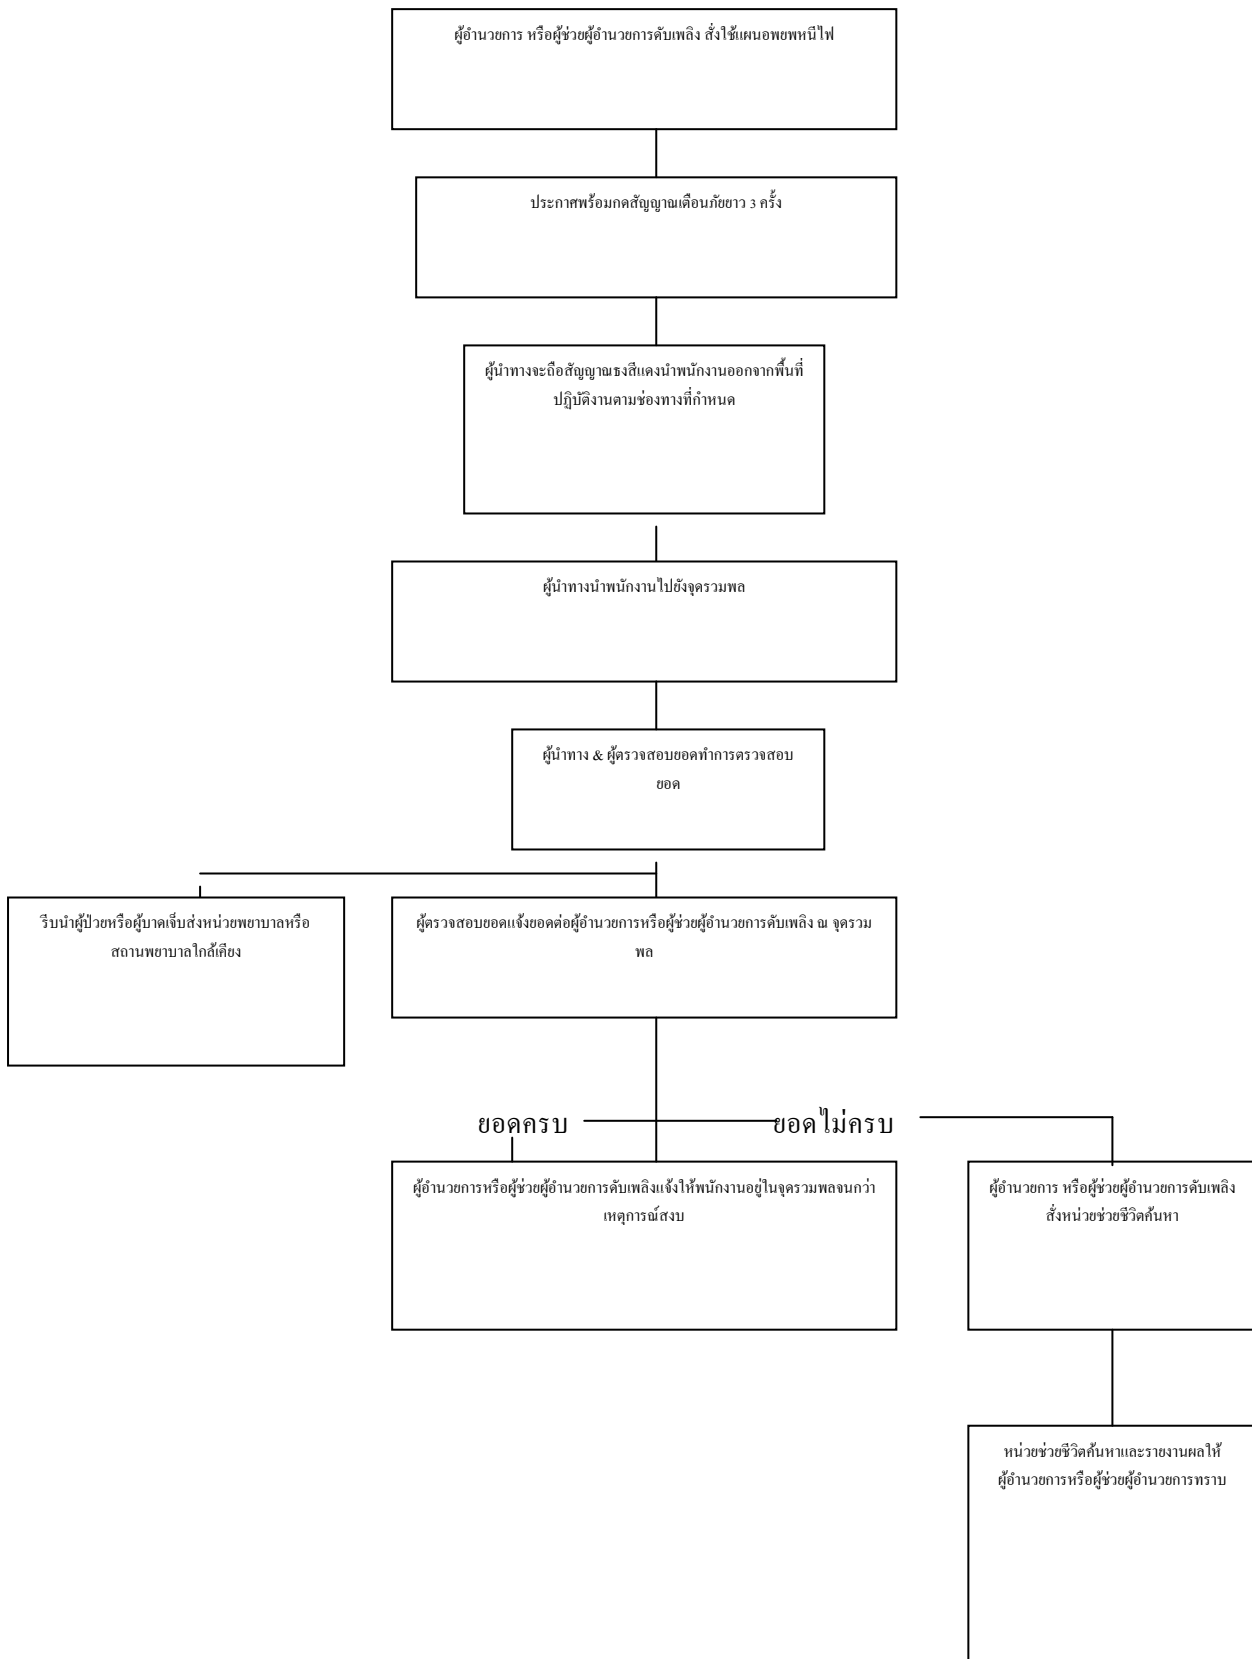 ผู้อำนวยการ หรือผู้ช่วยผู้อำนวยการดับเพลิง สั่งใช้แผนอพยพหนีไฟ
ประกาศพร้อมกดสัญญาณเตือนภัยยาว 3 ครั้ง
ผู้นำทางจะถือสัญญาณธงสีแดงนำพนักงานออกจากพื้นที่
ปฏิบัติงานตามช่องทางที่กำหนด
ผู้นำทางนำพนักงานไปยังจุดรวมพล
ผู้นำทาง & ผู้ตรวจสอบยอดทำการตรวจสอบ
ยอด
รีบนำผู้ป่วยหรือผู้บาดเจ็บส่งหน่วยพยาบาลหรือ
สถานพยาบาลใกล้เคียง
ผู้ตรวจสอบยอดแจ้งยอดต่อผู้อำนวยการหรือผู้ช่วยผู้อำนวยการดับเพลิง ณ จุดรวม
พล
ยอดครบ
ยอดไม่ครบ
ผู้อำนวยการหรือผู้ช่วยผู้อำนวยการดับเพลิงแจ้งให้พนักงานอยู่ในจุดรวมพลจนกว่า
เหตุการณ์สงบ
ผู้อำนวยการ หรือผู้ช่วยผู้อำนวยการดับเพลิง
สั่งหน่วยช่วยชีวิตค้นหา
หน่วยช่วยชีวิตค้นหาและรายงานผลให้
ผู้อำนวยการหรือผู้ช่วยผู้อำนวยการทราบ